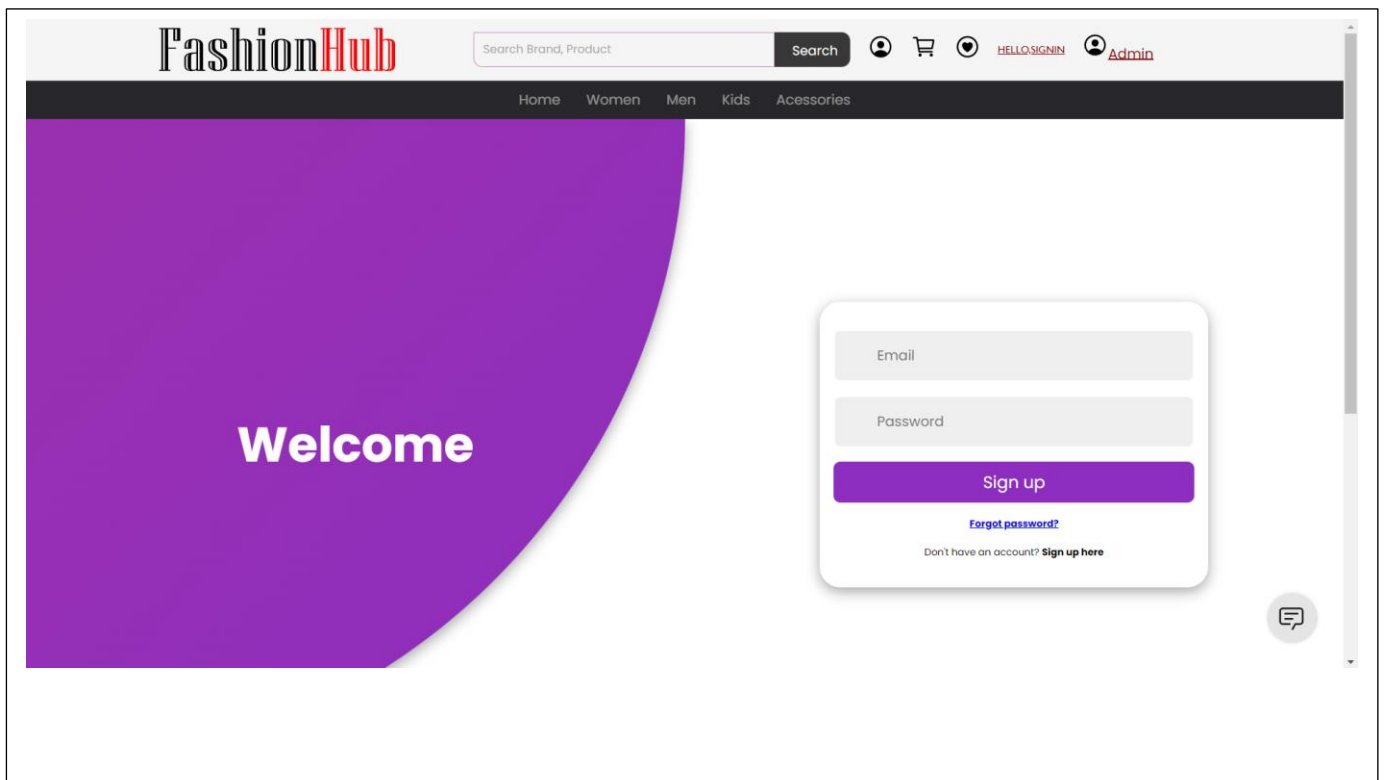 FashionHub
Search Brand, Product
Search
HELLO,SIGNIN
Admin
Home Women Men Kids Acessories
Welcome
Email
Password
Sign up
Forgot password?
Don't have an account? Sign up here